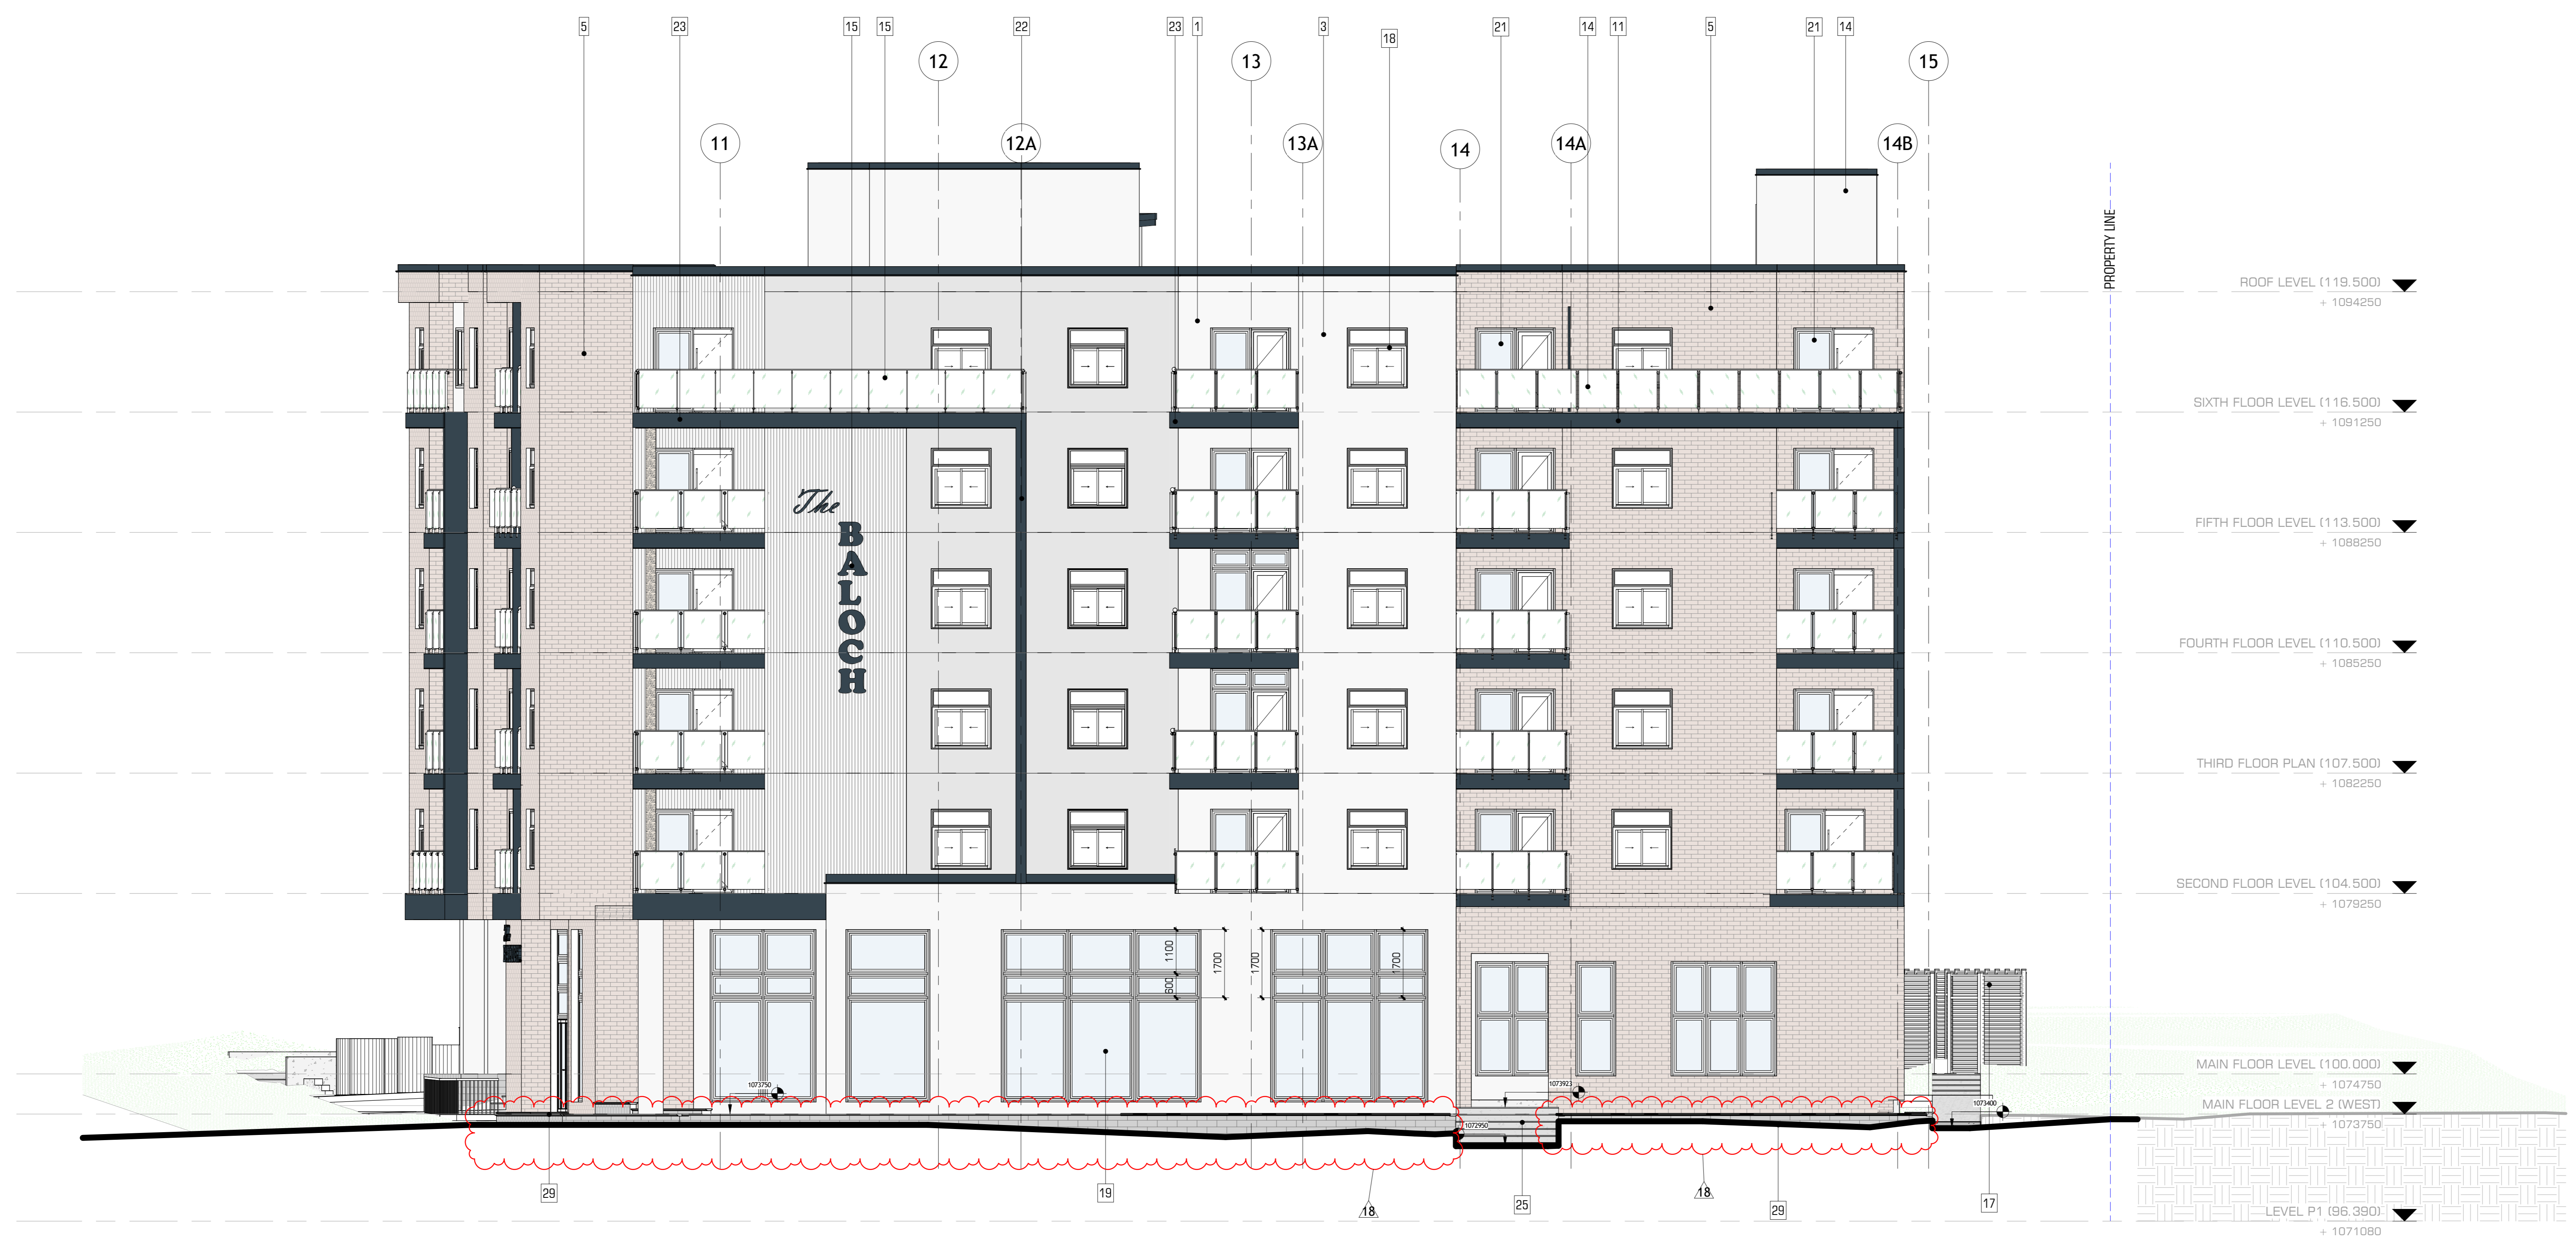 5
23
15
15
22
23
1
3
18
21
14
11
5
21
14
12
13
15
11
12A
13A
14
14A
14B
PROPERTY LINE
ROOF LEVEL (119.500)
+ 1094250
SIXTH FLOOR LEVEL (116.500)
+ 1091250
The
BALOCH
FIFTH FLOOR LEVEL (113.500)
+ 1088250
FOURTH FLOOR LEVEL (110.500)
+ 1085250
THIRD FLOOR PLAN (107.500)
+ 1082250
SECOND FLOOR LEVEL (104.500)
+ 1079250
1100
600
1700
1700
1700
MAIN FLOOR LEVEL (100.000)
+ 1074750
1073750
1073923
1073400
MAIN FLOOR LEVEL 2 (WEST)
+ 1073750
1072950
29
19
18
25
18
29
17
LEVEL P1 (96.390)
+ 1071080